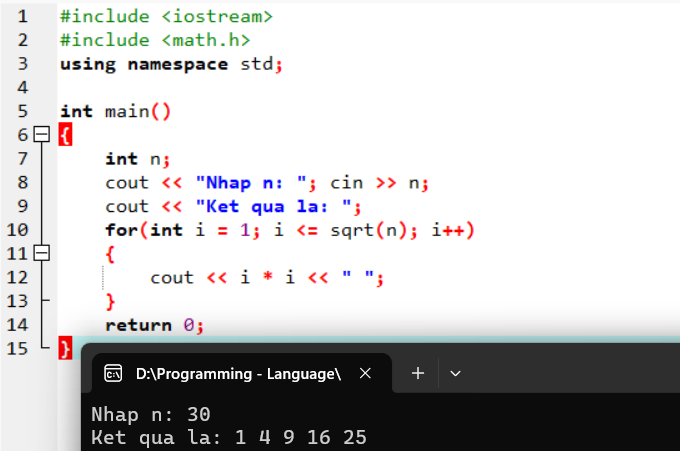 1 #include <iostream>
2 #include <math.h>
3 using namespace std;
4
5 int main()
6 {
7 int n;
8 cout << "Nhap n: "; cin >> n;
9 cout << "Ket qua la: ";
10 for(int i = 1; i <= sqrt(n); i++)
11 {
12 cout << i * i << " ";
13 }
14 return 0;
15 }
D:\Programming - Language\
Nhap n: 30
Ket qua la: 1 4 9 16 25